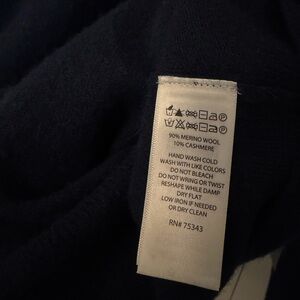 90% MERINO WOOL
10% CASHMERE
HAND WASH COLD
WASH WITH LIKE COLORS
DO NOT BLEACH
DO NOT WRING OR TWIST
RESHAPE WHILE DAMP
DRY FLAT
LOW IRON IF NEEDED
OR DRY CLEAN
RN# 75343